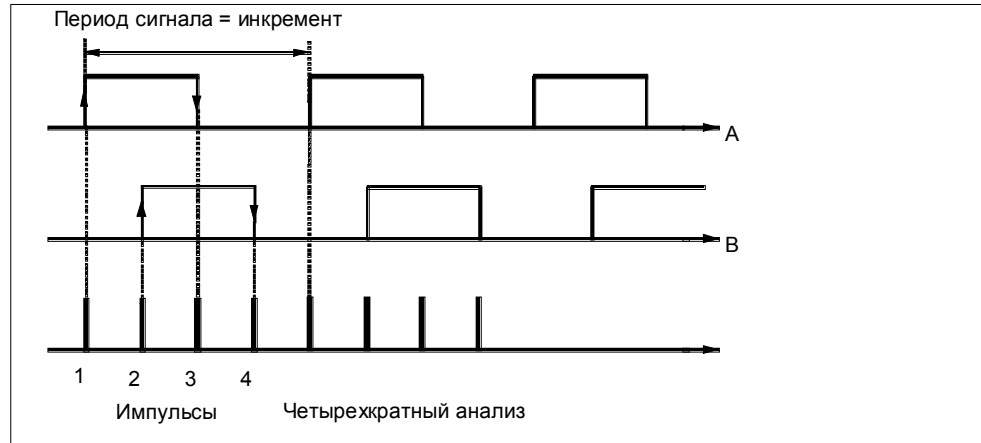 Период сигнала = инкремент
A
B
1 2 3 4
Импульсы Четырехкратный анализ